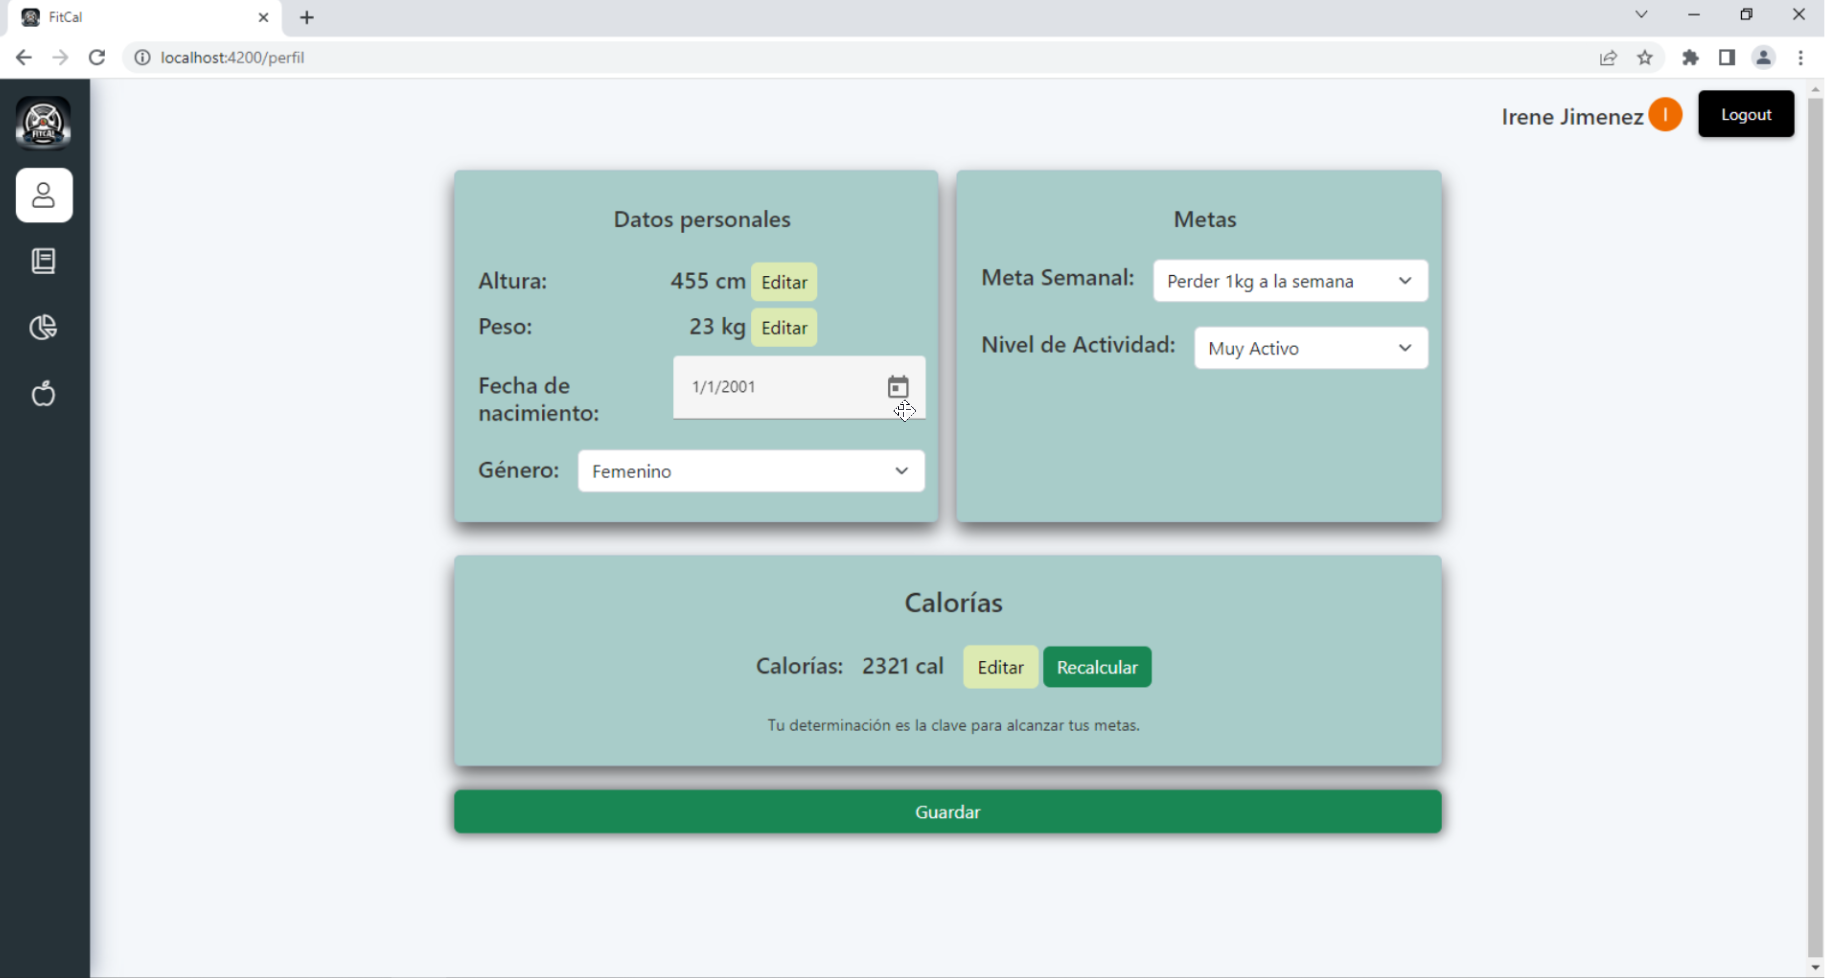 FitCal
localhost:4200/perfil
FITCAL
Irene Jimenez I Logout
Datos personales
Altura: 455 cm Editar
Peso: 23 kg Editar
Fecha de
nacimiento:
1/1/2001
Género: Femenino
Metas
Meta Semanal: Perder 1kg a la semana
Nivel de Actividad: Muy Activo
Calorías
Calorías: 2321 cal Editar Recalcular
Tu determinación es la clave para alcanzar tus metas.
Guardar